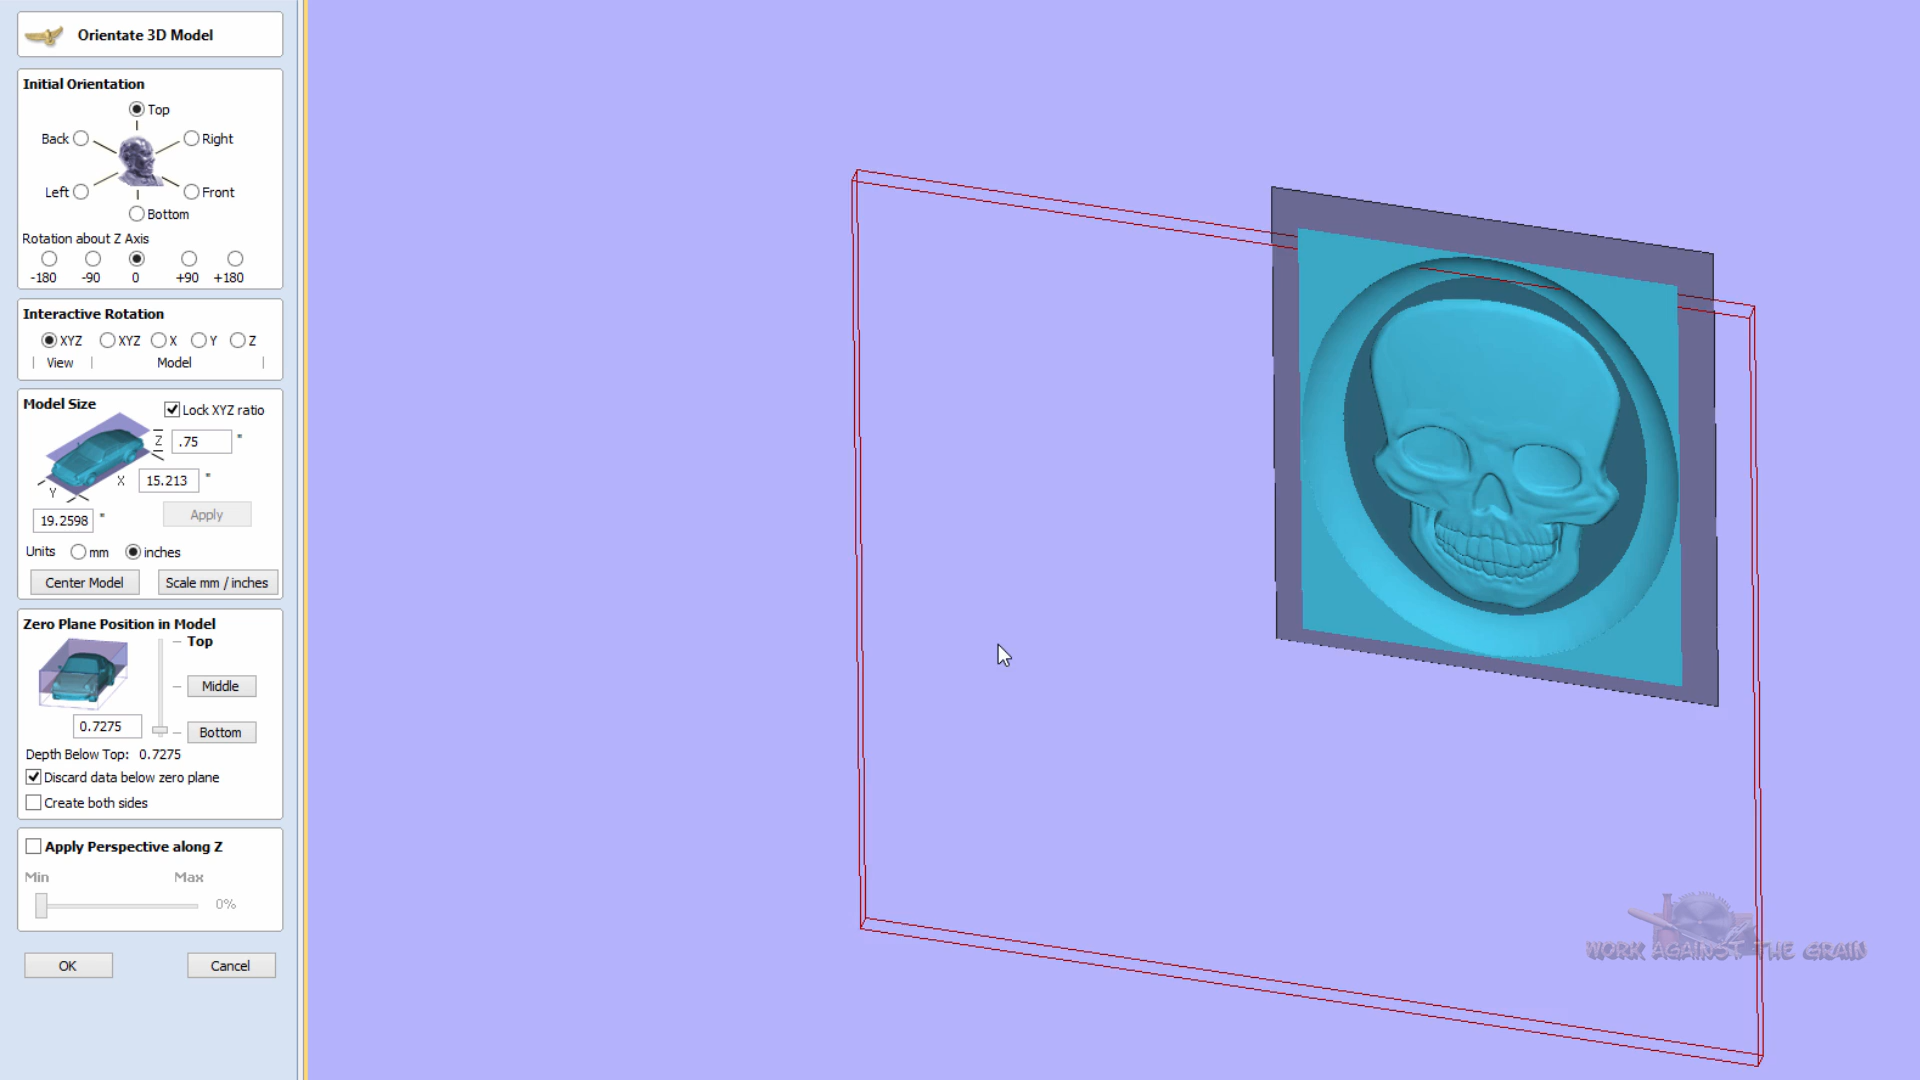 Orientate 3D Model
Initial Orientation
Top
Back
Right
Left
Front
Bottom
Rotation about Z Axis
-180 -90 0 +90 +180
Interactive Rotation
XYZ XYZ X Y Z
| View | Model |
Model Size
Lock XYZ ratio
Z .75 "
X 15.213 "
Y
19.2598 "
Apply
Units mm inches
Center Model Scale mm / inches
Zero Plane Position in Model
Top
Middle
0.7275
Bottom
Depth Below Top: 0.7275
Discard data below zero plane
Create both sides
Apply Perspective along Z
Min Max
0%
OK Cancel
WORK AGAINST THE GRAIN